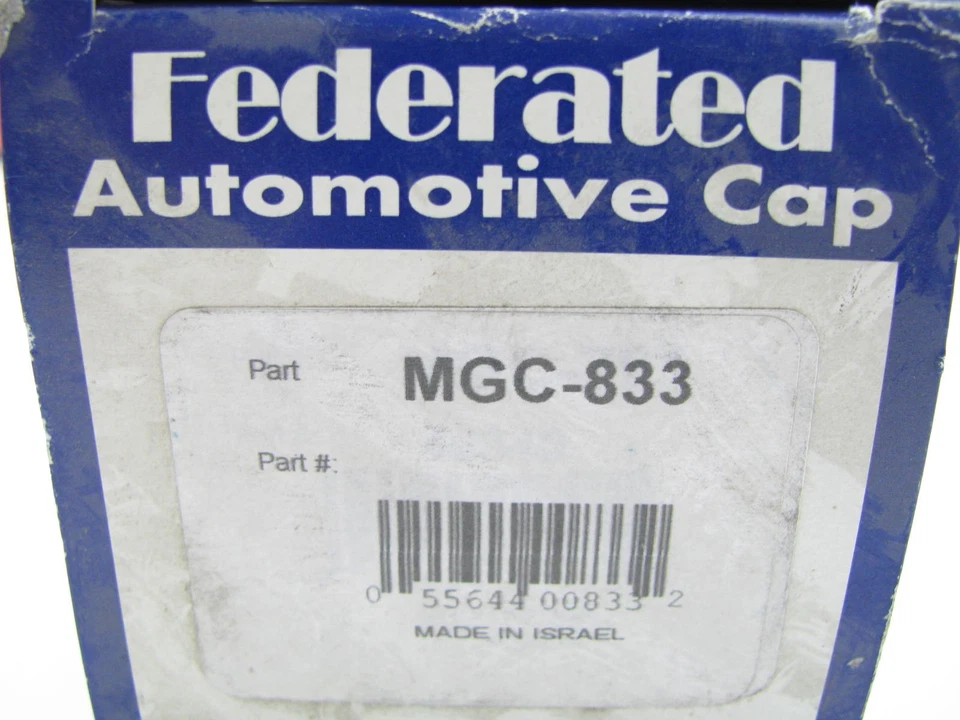 Federated
Automotive Cap
Part MGC-833
Part #:
0 55644 00833 2
MADE IN ISRAEL